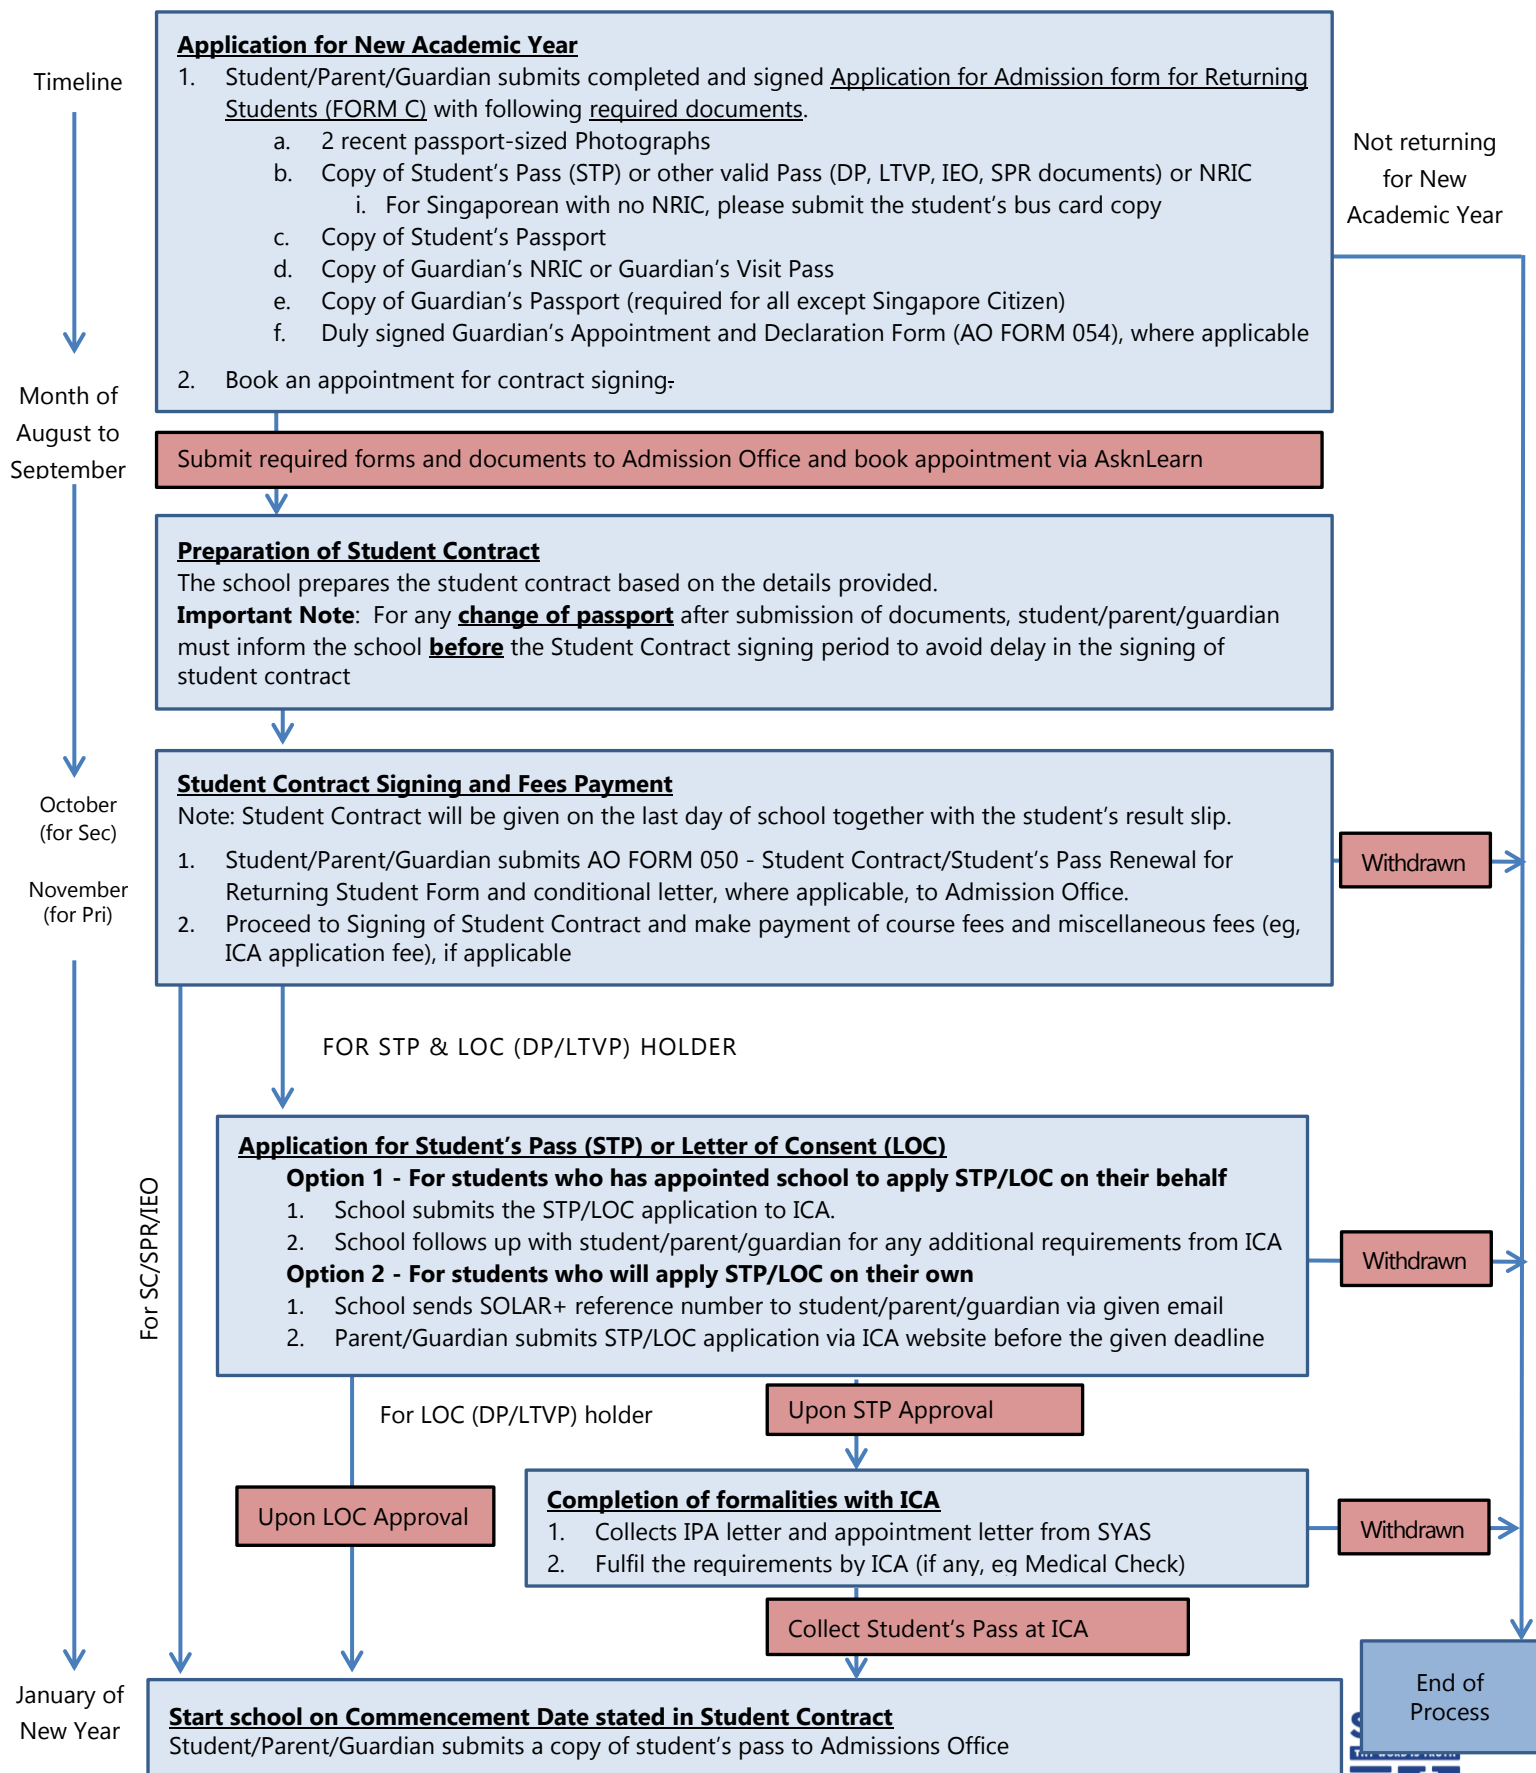 Timeline
Month of
August to
September
October
(for Sec)
November
(for Pri)
January of
New Year
Application for New Academic Year
1. Student/Parent/Guardian submits completed and signed Application for Admission form for Returning
Students (FORM C) with following required documents.
a. 2 recent passport-sized Photographs
b. Copy of Student's Pass (STP) or other valid Pass (DP, LTVP, IEO, SPR documents) or NRIC
i. For Singaporean with no NRIC, please submit the student's bus card copy
c. Copy of Student's Passport
d. Copy of Guardian's NRIC or Guardian's Visit Pass
e. Copy of Guardian's Passport (required for all except Singapore Citizen)
f. Duly signed Guardian's Appointment and Declaration Form (AO FORM 054), where applicable
2. Book an appointment for contract signing.
Not returning
for New
Academic Year
Submit required forms and documents to Admission Office and book appointment via AsknLearn
Preparation of Student Contract
The school prepares the student contract based on the details provided.
Important Note: For any change of passport after submission of documents, student/parent/guardian
must inform the school before the Student Contract signing period to avoid delay in the signing of
student contract
Student Contract Signing and Fees Payment
Note: Student Contract will be given on the last day of school together with the student's result slip.
1. Student/Parent/Guardian submits AO FORM 050 - Student Contract/Student's Pass Renewal for
Returning Student Form and conditional letter, where applicable, to Admission Office.
2. Proceed to Signing of Student Contract and make payment of course fees and miscellaneous fees (eg,
ICA application fee), if applicable
Withdrawn
FOR STP & LOC (DP/LTVP) HOLDER
For SC/SPR/IEO
Application for Student's Pass (STP) or Letter of Consent (LOC)
Option 1 - For students who has appointed school to apply STP/LOC on their behalf
1. School submits the STP/LOC application to ICA.
2. School follows up with student/parent/guardian for any additional requirements from ICA
Option 2 - For students who will apply STP/LOC on their own
1. School sends SOLAR+ reference number to student/parent/guardian via given email
2. Parent/Guardian submits STP/LOC application via ICA website before the given deadline
Withdrawn
For LOC (DP/LTVP) holder
Upon STP Approval
Upon LOC Approval
Completion of formalities with ICA
1. Collects IPA letter and appointment letter from SYAS
2. Fulfil the requirements by ICA (if any, eg Medical Check)
Withdrawn
Collect Student's Pass at ICA
Start school on Commencement Date stated in Student Contract
Student/Parent/Guardian submits a copy of student's pass to Admissions Office
End of
Process